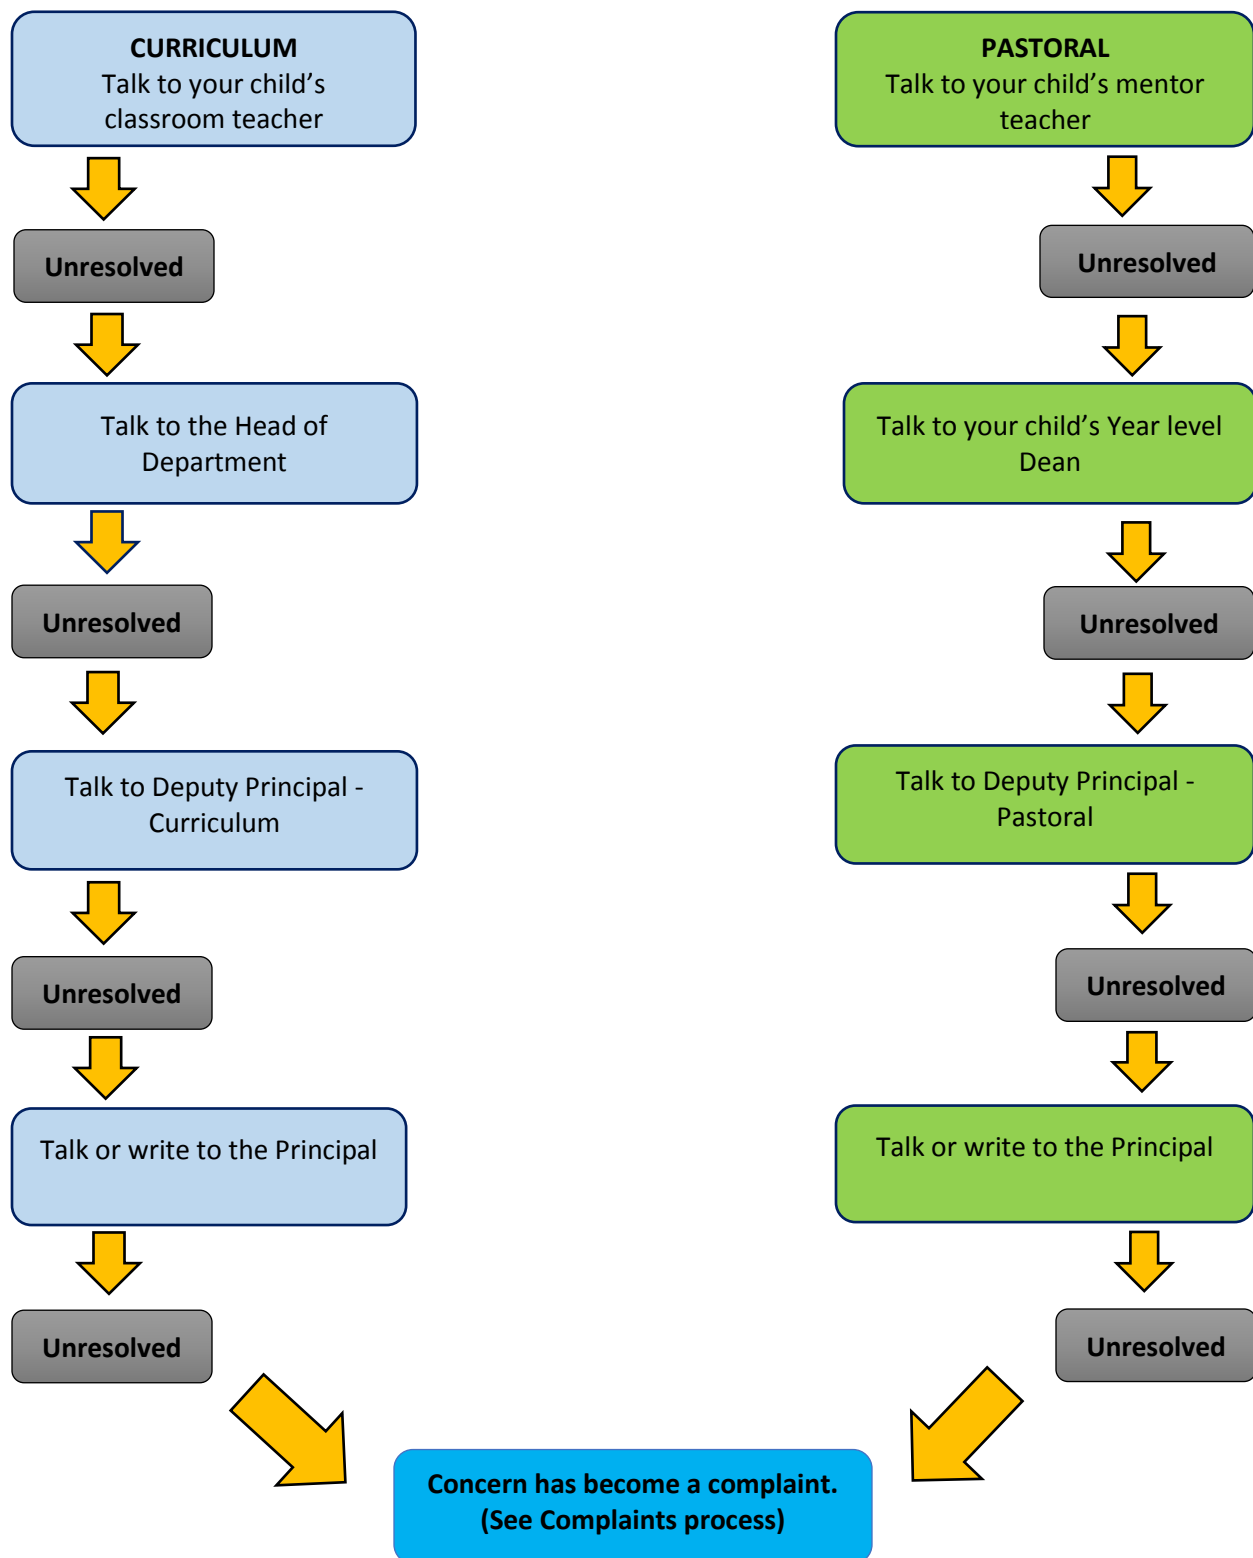 CURRICULUM
Talk to your child’s
classroom teacher
Unresolved
Talk to the Head of
Department
Unresolved
Talk to Deputy Principal -
Curriculum
Unresolved
Talk or write to the Principal
Unresolved
PASTORAL
Talk to your child’s mentor
teacher
Unresolved
Talk to your child’s Year level
Dean
Unresolved
Talk to Deputy Principal -
Pastoral
Unresolved
Talk or write to the Principal
Unresolved
Concern has become a complaint.
(See Complaints process)